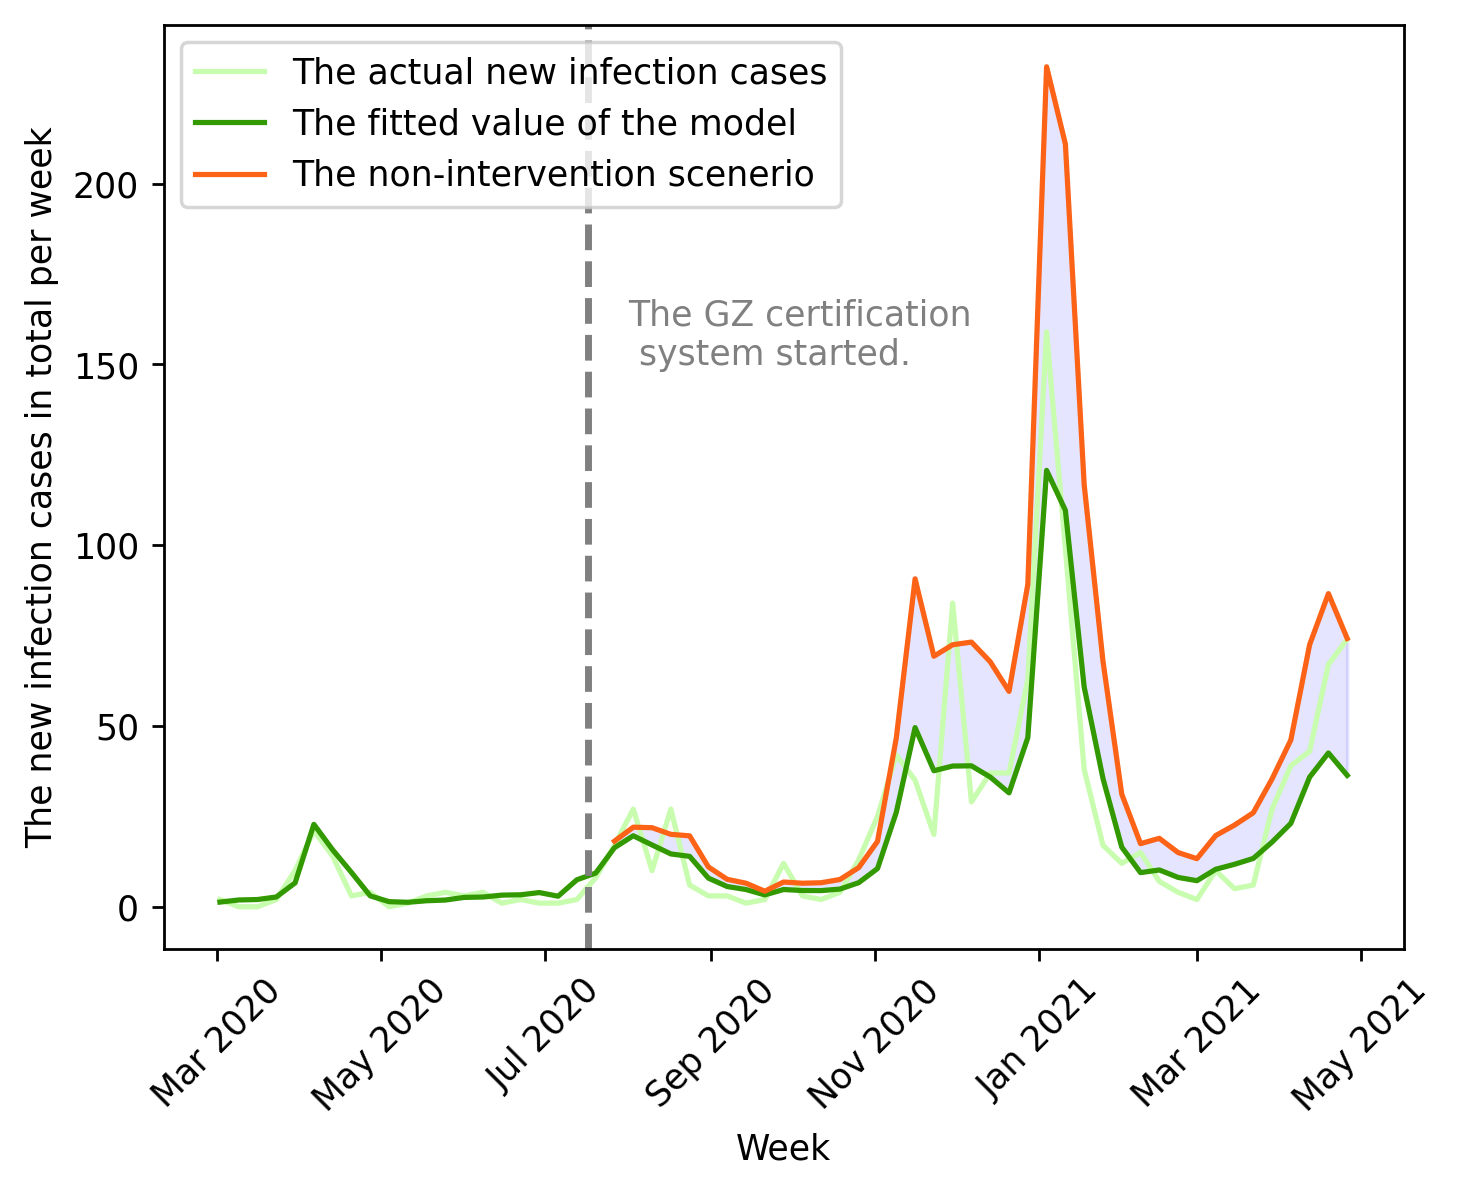 The actual new infection cases
The fitted value of the model
The non-intervention scenerio
The GZ certification
system started.
The new infection cases in total per week
200
150
100
50
0
Mar 2020
May 2020
Jul 2020
Sep 2020
Nov 2020
Jan 2021
Mar 2021
May 2021
Week